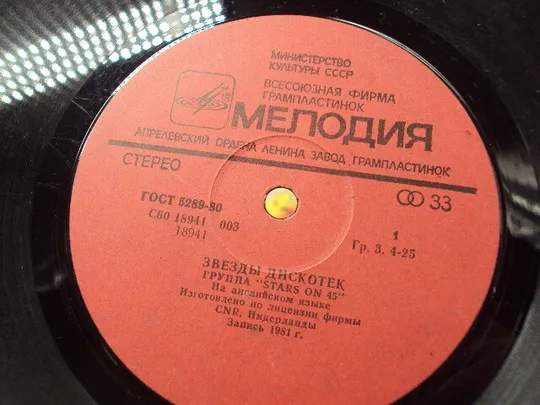 МИНИСТЕРСТВО
КУЛЬТУРЫ СССР
ВСЕСОЮЗНАЯ ФИРМА
ГРАМПЛАСТИНОК
МЕЛОДИЯ
АПРЕЛЕВСКИЙ ОРДЕНА ЛЕНИНА ЗАВОД ГРАМПЛАСТИНОК
СТЕРЕО
33
ГОСТ 5289-80
С60 18941 003
18941
1
Гр. 3. 4-25
ЗВЕЗДЫ ДИСКОТЕК
ГРУППА "STARS ON 45"
На английском языке
Изготовлено по лицензии фирмы
CNR, Нидерланды
Запись 1981 г.